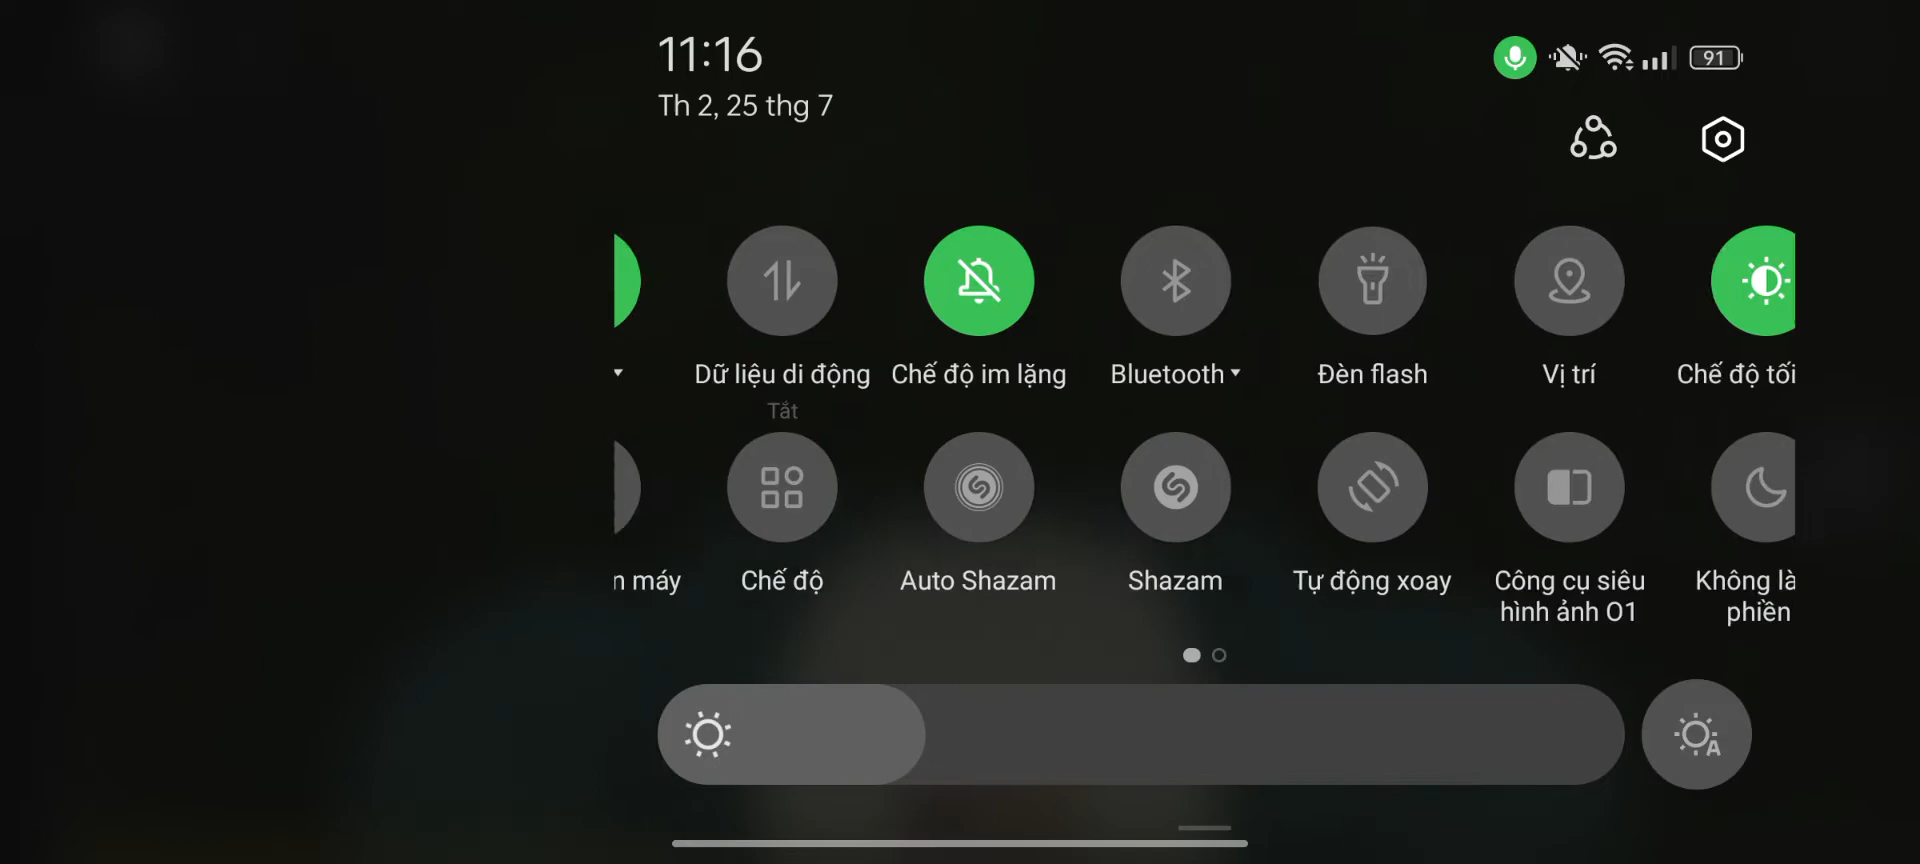 11:16
91
Th 2, 25 thg 7
Dữ liệu di động
Chế độ im lặng
Bluetooth
Đèn flash
Vị trí
Chế độ tối
Tắt
n máy
Chế độ
Auto Shazam
Shazam
Tự động xoay
Công cụ siêu
hình ảnh O1
Không là
phiền
A